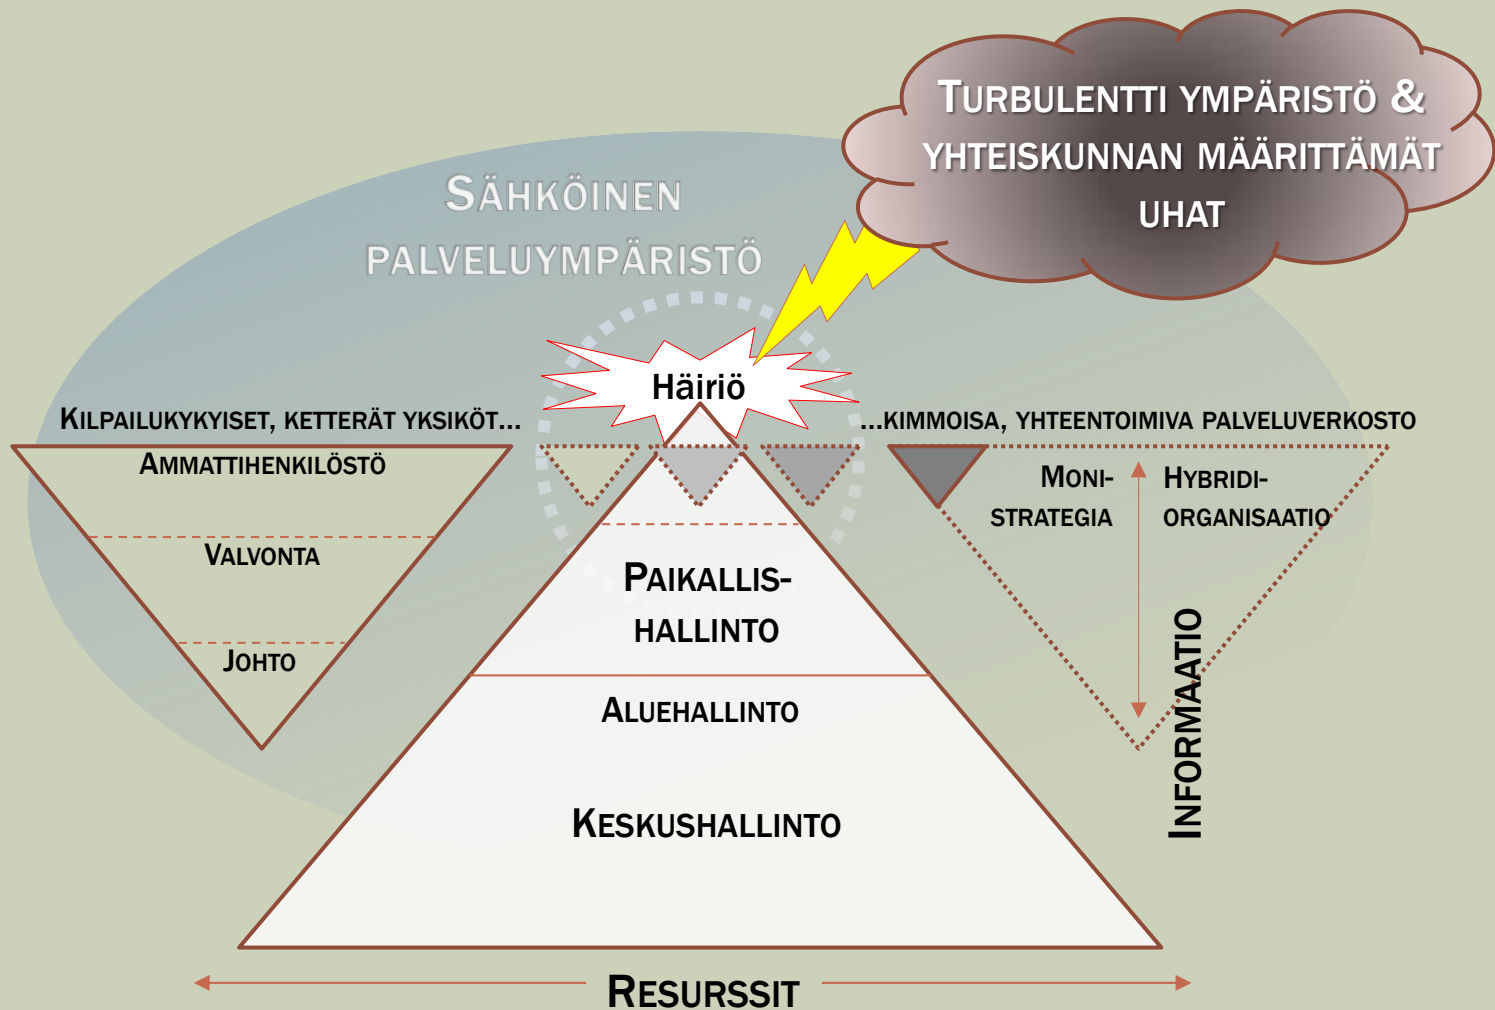 TURBULENTTI YMPÄRISTÖ &
YHTEISKUNNAN MÄÄRITTÄMÄT
UHAT
SÄHKÖINEN
PALVELUYMPÄRISTÖ
Häiriö
KILPAILUKYKYISET, KETTERÄT YKSIKÖT...
...KIMMOISA, YHTEENTOIMIVA PALVELUVERKOSTO
AMMATTIHENKILÖSTÖ
VALVONTA
JOHTO
MONI-
STRATEGIA
HYBRIDI-
ORGANISAATIO
PAIKALLIS-
HALLINTO
ALUEHALLINTO
KESKUSHALLINTO
INFORMAATIO
RESURSSIT